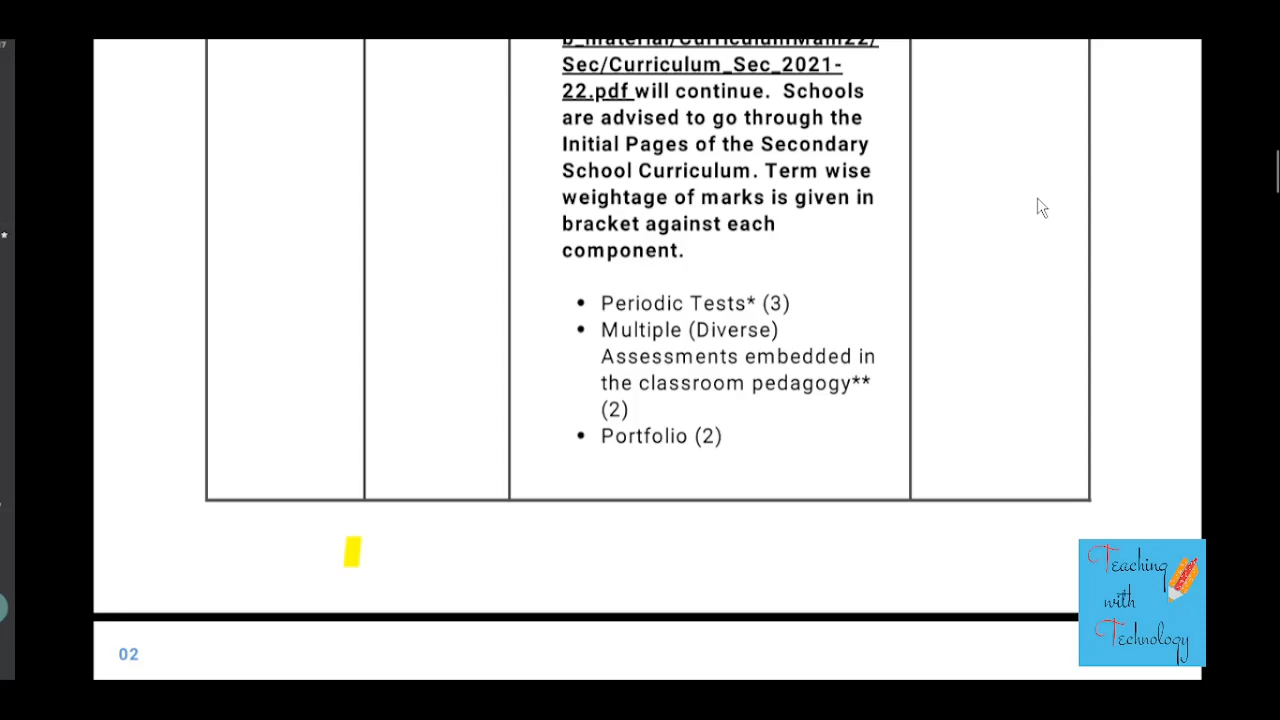 b_material/CurriculumMain22/
Sec/Curriculum_Sec_2021-
22.pdf will continue. Schools
are advised to go through the
Initial Pages of the Secondary
School Curriculum. Term wise
weightage of marks is given in
bracket against each
component.
• Periodic Tests* (3)
• Multiple (Diverse)
Assessments embedded in
the classroom pedagogy**
(2)
• Portfolio (2)
Teaching
with
Technology
02